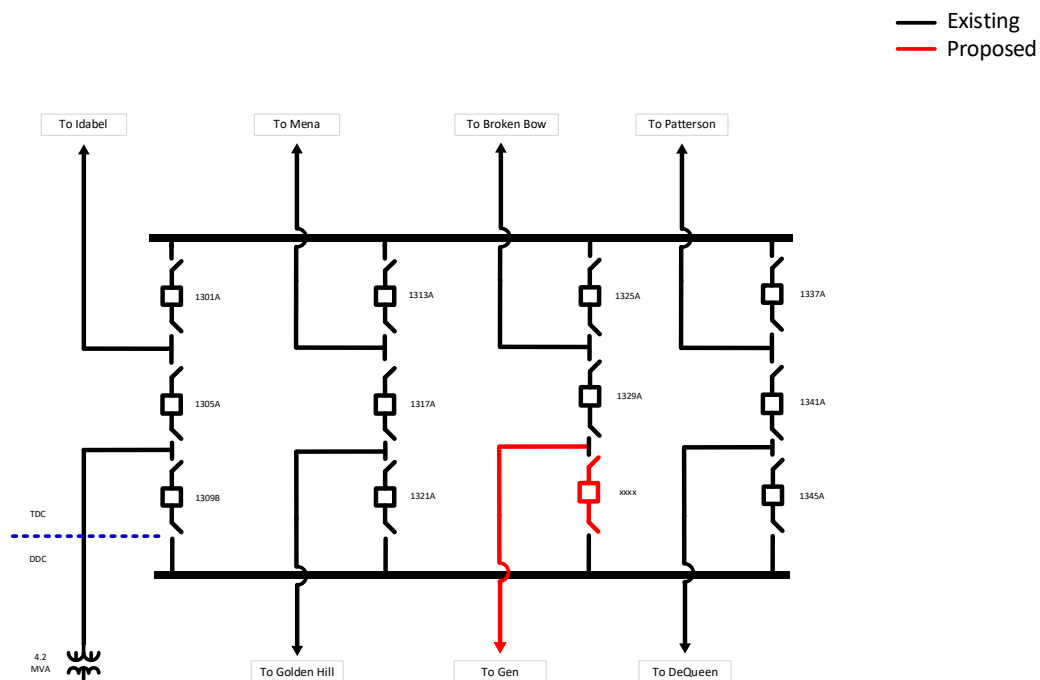 Existing
Proposed
To Idabel
To Mena
To Broken Bow
To Patterson
1301A
1313A
1325A
1337A
1305A
1317A
1329A
1341A
1309B
1321A
xxxx
1345A
TDC
DDC
4.2
MVA
To Golden Hill
To Gen
To DeQueen